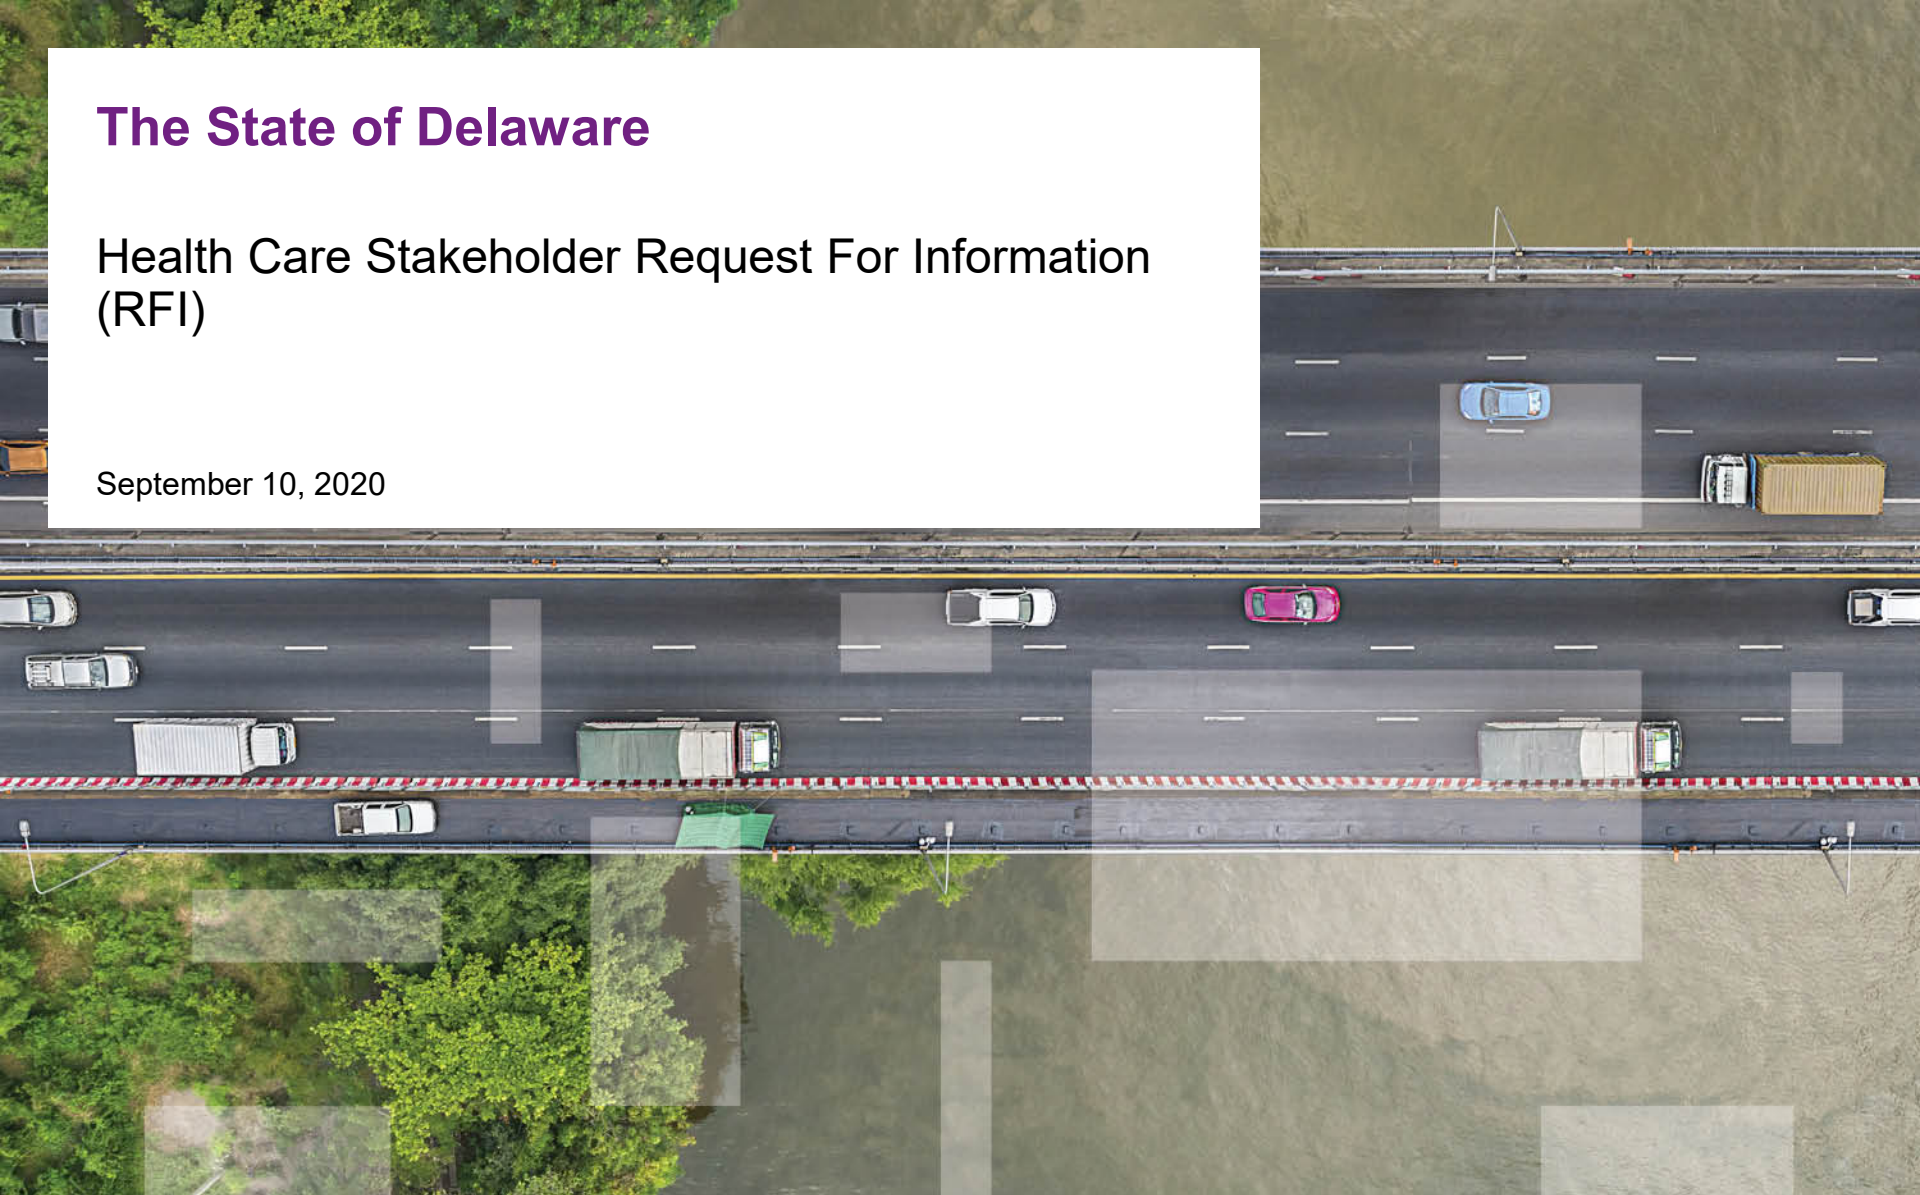 The State of Delaware
Health Care Stakeholder Request For Information
(RFI)
September 10, 2020